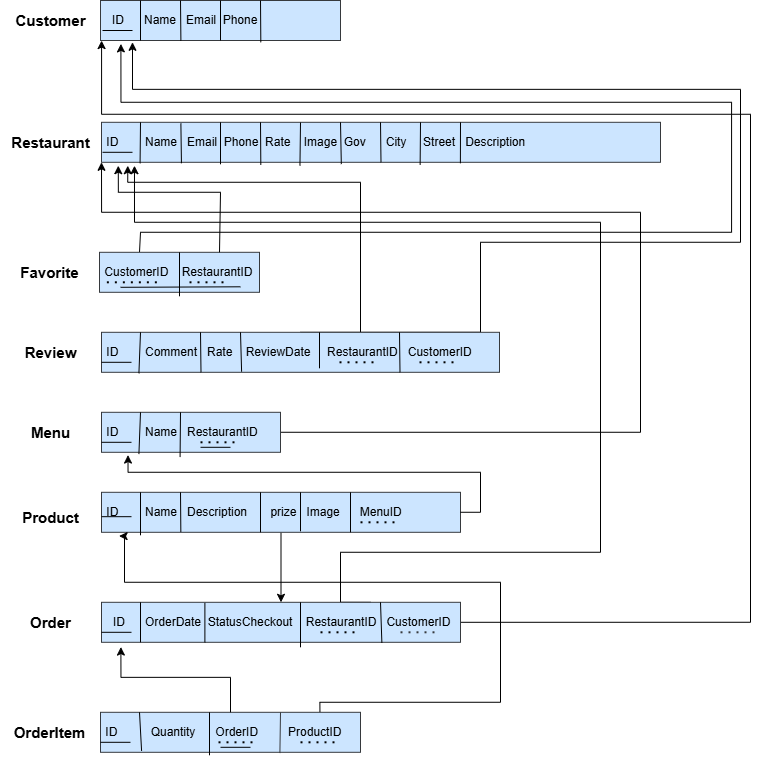 Customer ID Name Email Phone
Restaurant ID Name Email Phone Rate Image Gov City Street Description
Favorite CustomerID RestaurantID
Review ID Comment Rate ReviewDate RestaurantID CustomerID
Menu ID Name RestaurantID
Product ID Name Description prize Image MenuID
Order ID OrderDate StatusCheckout RestaurantID CustomerID
OrderItem ID Quantity OrderID ProductID